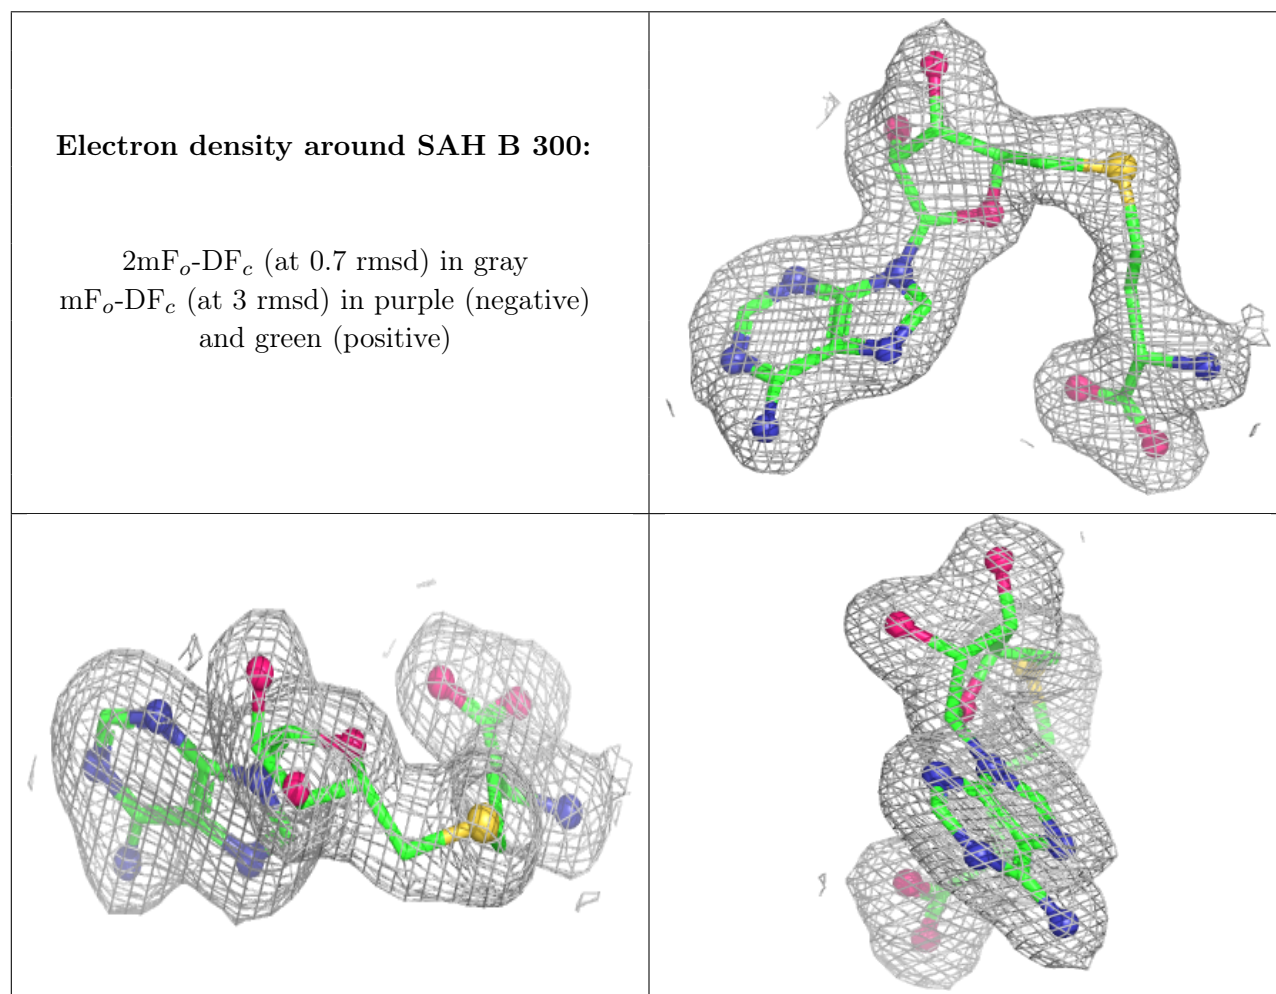 Electron density around SAH B 300:
2mFo-DFc (at 0.7 rmsd) in gray
mFo-DFc (at 3 rmsd) in purple (negative)
and green (positive)